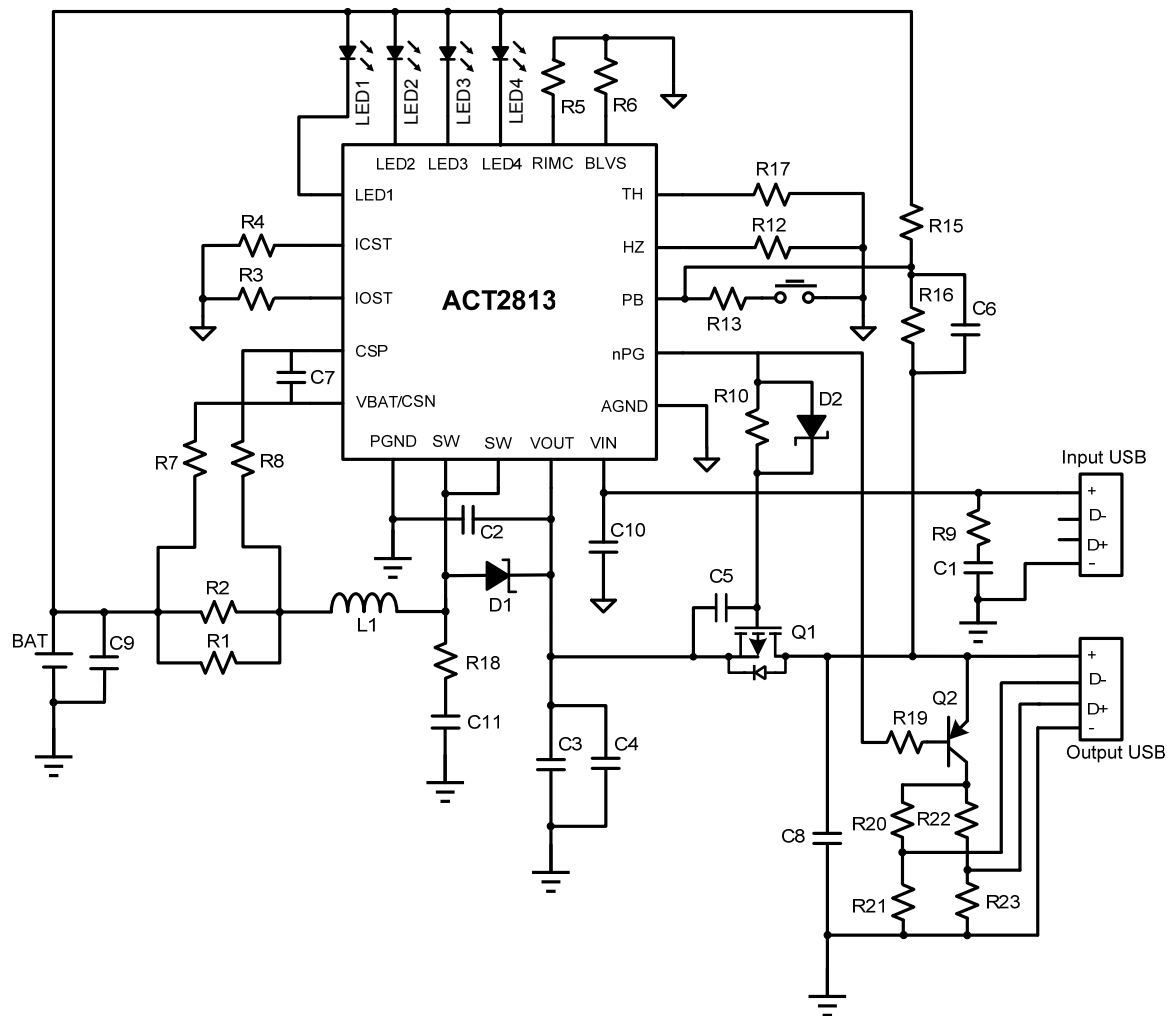 LED1
LED2
LED3
LED4
R5
R6
LED2
LED3
LED4
RIMC
BLVS
LED1
TH
R17
R4
ICST
HZ
R12
R15
R3
IOST
ACT2813
PB
R13
R16
C6
CSP
C7
nPG
R10
D2
VBAT/CSN
AGND
R7
R8
PGND
SW
SW
VOUT
VIN
Input USB
+
D-
D+
-
C2
C10
R9
C1
R2
D1
C5
L1
BAT
C9
R1
Q1
R18
+
D-
D+
-
Q2
R19
C11
C3
C4
Output USB
R20
R22
C8
R21
R23